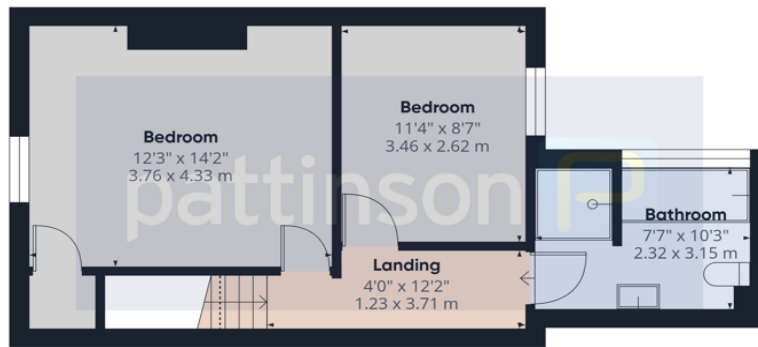 Bedroom
12'3" x 14'2"
3.76 x 4.33 m
Bedroom
11'4" x 8'7"
3.46 x 2.62 m
Bathroom
7'7" x 10'3"
2.32 x 3.15 m
Landing
4'0" x 12'2"
1.23 x 3.71 m
pattinson